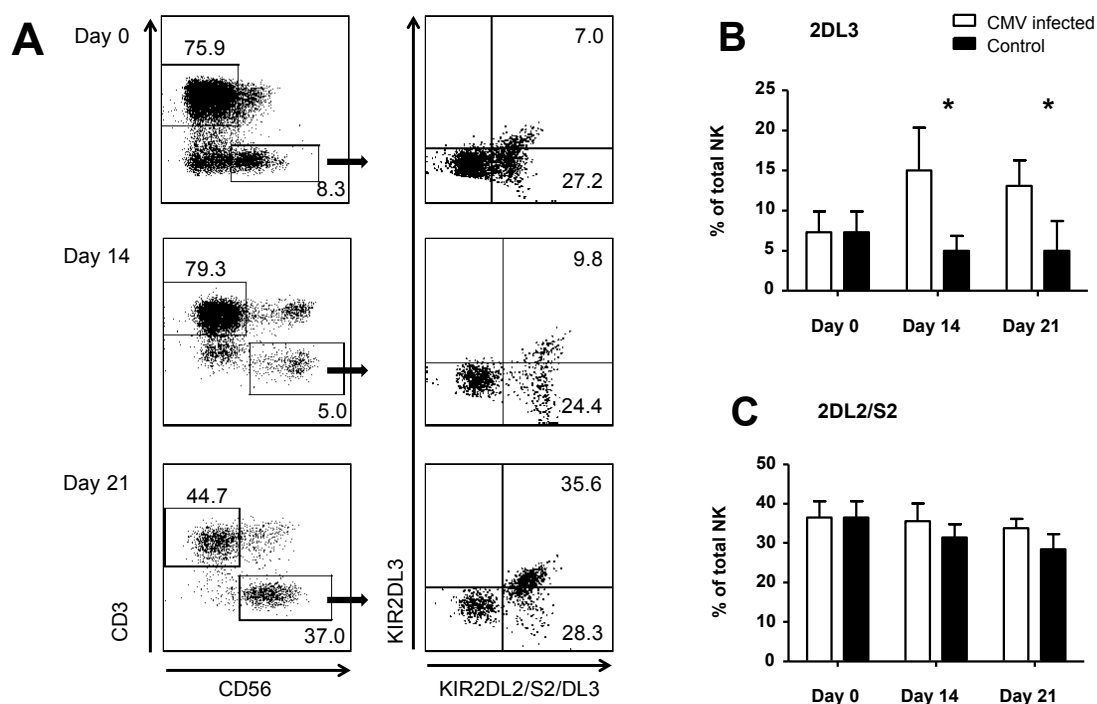 A
Day 0
75.9
8.3
7.0
27.2
Day 14
79.3
5.0
9.8
24.4
Day 21
44.7
37.0
35.6
28.3
CD3
CD56
KIR2DL3
KIR2DL2/S2/DL3
B
2DL3
CMV infected
Control
% of total NK
25
20
15
10
5
0
*
*
Day 0
Day 14
Day 21
C
2DL2/S2
% of total NK
50
40
30
20
10
0
Day 0
Day 14
Day 21